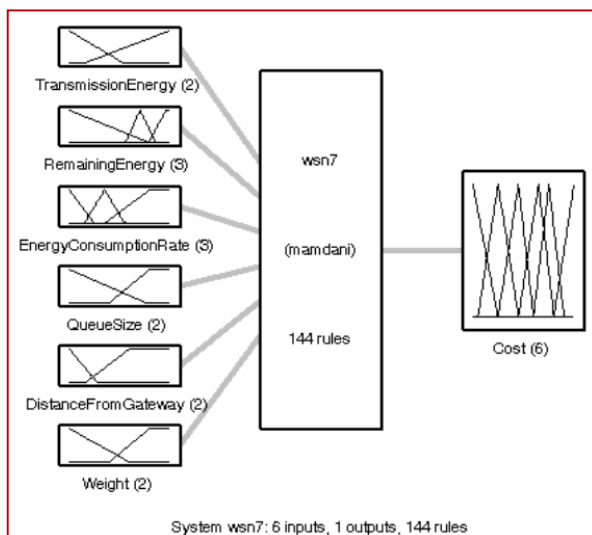 TransmissionEnergy (2)
RemainingEnergy (3)
EnergyConsumptionRate (3)
QueueSize (2)
DistanceFromGateway (2)
Weight (2)
wsn7
(mamdani)
144 rules
Cost (6)
System wsn7: 6 inputs, 1 outputs, 144 rules